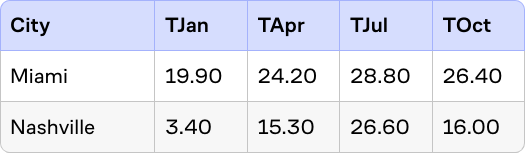 City TJan TApr TJul TOct
Miami 19.90 24.20 28.80 26.40
Nashville 3.40 15.30 26.60 16.00